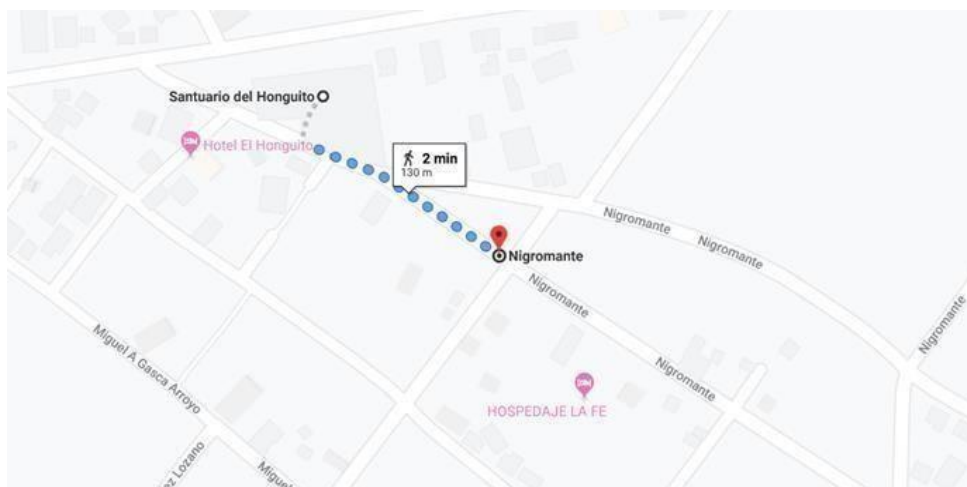 Santuario del Honguito
Hotel El Honguito
2 min
130 m
Nigromante
Nigromante
Nigromante
Nigromante
Nigromante
Nigromante
Miguel A Gasca Arroyo
HOSPEDAJE LA FE
Lozano